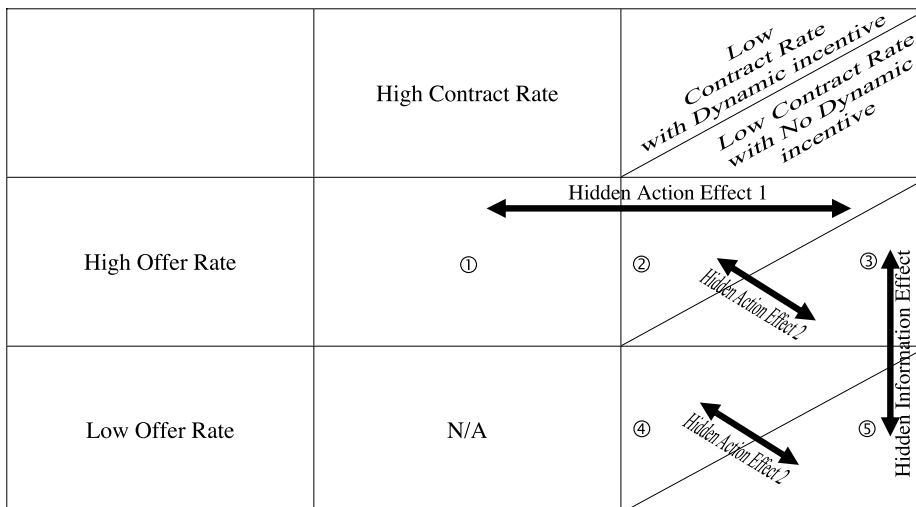 High Contract Rate
Low
Contract Rate
with Dynamic incentive
Low Contract Rate
with No Dynamic
incentive
Hidden Action Effect 1
High Offer Rate
①
②
③
Hidden Action Effect 2
Hidden Information Effect
Low Offer Rate
N/A
④
⑤
Hidden Action Effect 2